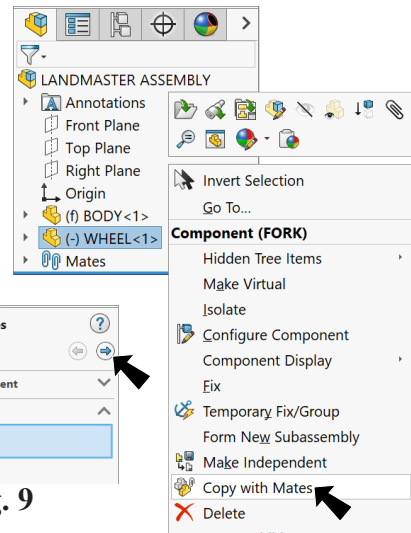 LANDMASTER ASSEMBLY
Annotations
Front Plane
Top Plane
Right Plane
Origin
(f) BODY<1>
(-) WHEEL<1>
Mates
Invert Selection
Go To...
Component (FORK)
Hidden Tree Items
Make Virtual
Isolate
Configure Component
Component Display
Fix
Temporary Fix/Group
Form New Subassembly
Make Independent
Copy with Mates
Delete
es
?
ent
. 9